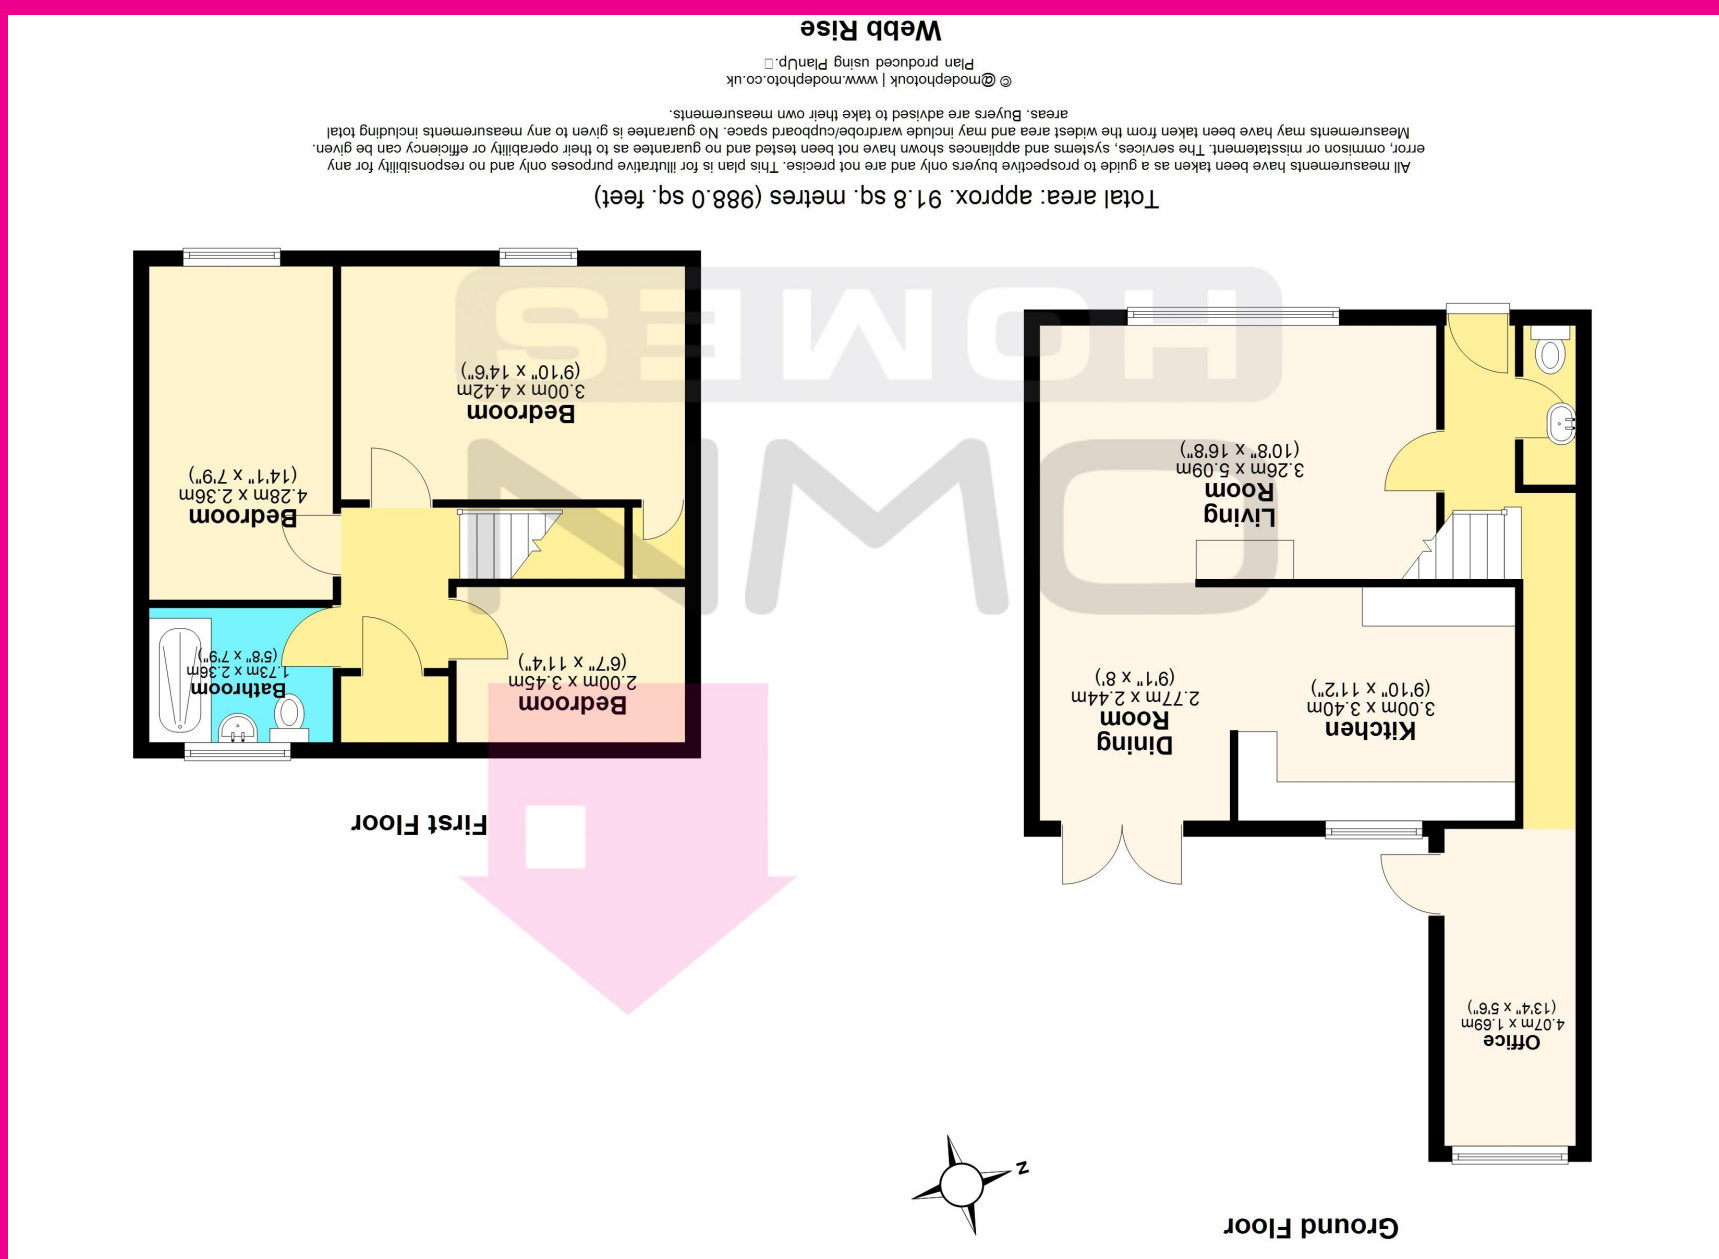 Ground Floor
N
Office
4.07m x 1.69m
(13'4" x 5'6")
Kitchen
3.00m x 3.40m
(9'10" x 11'2")
Dining
Room
2.77m x 2.44m
(9'1" x 8')
Living
Room
3.26m x 5.09m
(10'8" x 16'8")
First Floor
Bedroom
2.00m x 3.45m
(6'7" x 11'4")
Bathroom
1.73m x 2.36m
(5'8" x 7'9")
Bedroom
4.28m x 2.36m
(14'1" x 7'9")
Bedroom
3.00m x 4.42m
(9'10" x 14'6")
OMNI
HOMES
Total area: approx. 91.8 sq. metres (988.0 sq. feet)
All measurements have been taken as a guide to prospective buyers only and are not precise. This plan is for illutrative purposes only and no responsibility for any
error, ommison or misstatement. The services, systems and appliances shown have not been tested and no guarantee as to their operability or efficiency can be given.
Measurements may have been taken from the widest area and may include wardrobe/cupboard space. No guarantee is given to any measurements including total
areas. Buyers are advised to take their own measurements.
© @modephotouk | www.modephoto.co.uk
Plan produced using PlanUp.
Webb Rise